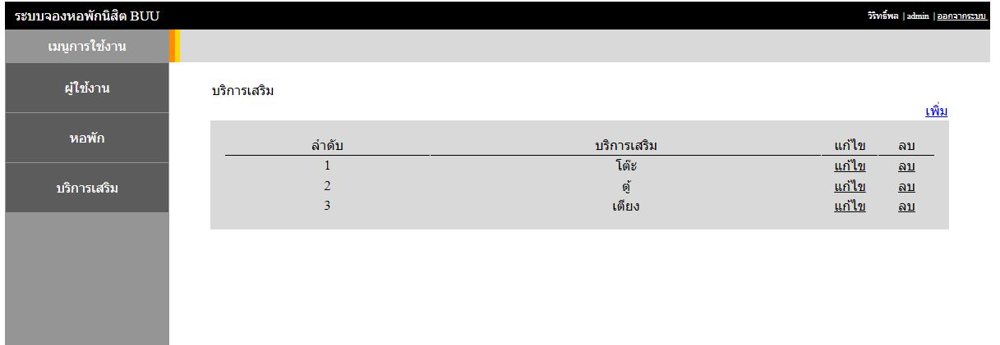 ระบบจองหอพักนิสิต BUU
วิริทธิ์พล | admin | ออกจากระบบ
เมนูการใช้งาน
ผู้ใช้งาน
หอพัก
บริการเสริม
บริการเสริม
เพิ่ม
ลำดับ บริการเสริม แก้ไข ลบ
1 โต๊ะ แก้ไข ลบ
2 ตู้ แก้ไข ลบ
3 เตียง แก้ไข ลบ